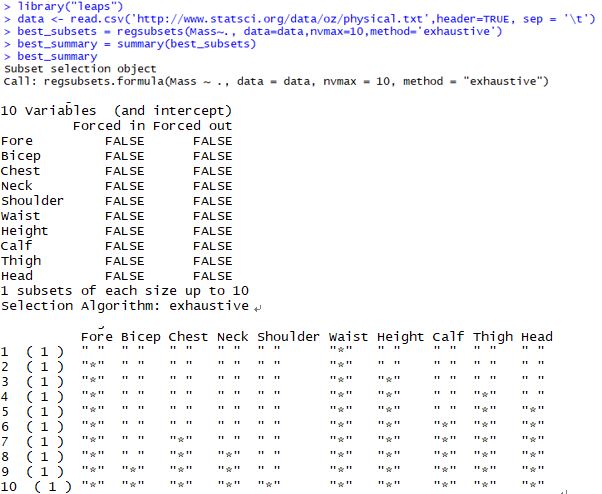 > library("leaps")
> data <- read.csv('http://www.statsci.org/data/oz/physical.txt',header=TRUE, sep = '\t')
> best_subsets = regsubsets(Mass~., data=data,nvmax=10,method='exhaustive')
> best_summary = summary(best_subsets)
> best_summary
Subset selection object
Call: regsubsets.formula(Mass ~ ., data = data, nvmax = 10, method = "exhaustive")
10 Variables  (and intercept)
         Forced in Forced out
Fore         FALSE      FALSE
Bicep        FALSE      FALSE
Chest        FALSE      FALSE
Neck         FALSE      FALSE
Shoulder     FALSE      FALSE
Waist        FALSE      FALSE
Height       FALSE      FALSE
Calf         FALSE      FALSE
Thigh        FALSE      FALSE
Head         FALSE      FALSE
1 subsets of each size up to 10
Selection Algorithm: exhaustive
          Fore Bicep Chest Neck Shoulder Waist Height Calf Thigh Head
1  ( 1 )  " "  " "   " "   " "  " "      "*"   " "    " "  " "   " "
2  ( 1 )  "*"  " "   " "   " "  " "      "*"   " "    " "  " "   " "
3  ( 1 )  "*"  " "   " "   " "  " "      "*"   "*"    " "  " "   " "
4  ( 1 )  "*"  " "   " "   " "  " "      "*"   "*"    " "  "*"   " "
5  ( 1 )  "*"  " "   " "   " "  " "      "*"   "*"    " "  "*"   "*"
6  ( 1 )  "*"  " "   " "   " "  " "      "*"   "*"    "*"  "*"   "*"
7  ( 1 )  "*"  " "   "*"   " "  " "      "*"   "*"    "*"  "*"   "*"
8  ( 1 )  "*"  " "   "*"   "*"  " "      "*"   "*"    "*"  "*"   "*"
9  ( 1 )  "*"  "*"   "*"   "*"  " "      "*"   "*"    "*"  "*"   "*"
10  ( 1 ) "*"  "*"   "*"   "*"  "*"      "*"   "*"    "*"  "*"   "*"